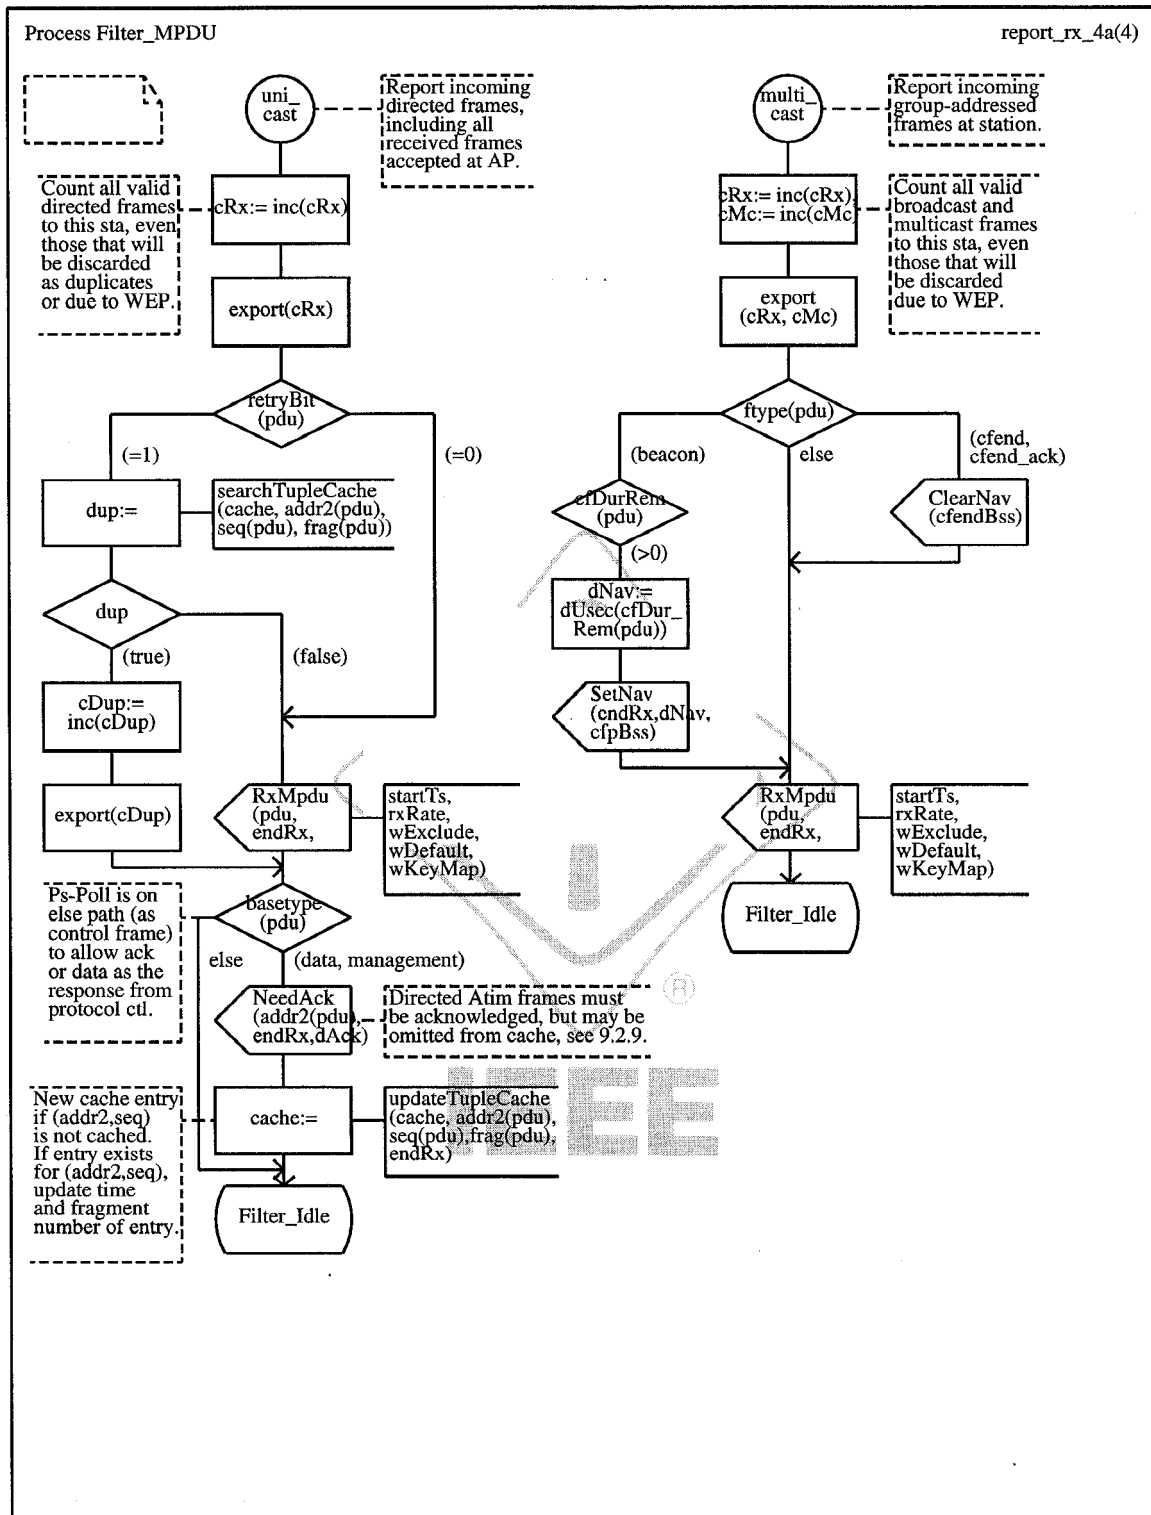 Process Filter_MPDU
report_rx_4a(4)
uni_
cast
Report incoming
directed frames,
including all
received frames
accepted at AP.
Count all valid
directed frames
to this sta, even
those that will
be discarded
as duplicates
or due to WEP.
cRx:= inc(cRx)
export(cRx)
retryBit
(pdu)
(=1)
(=0)
dup:=
searchTupleCache
(cache, addr2(pdu),
seq(pdu), frag(pdu))
dup
(true)
(false)
cDup:=
inc(cDup)
export(cDup)
RxMpdu
(pdu,
endRx,
startTs,
rxRate,
wExclude,
wDefault,
wKeyMap)
Ps-Poll is on
else path (as
control frame)
to allow ack
or data as the
response from
protocol ctl.
basetype
(pdu)
else
(data, management)
NeedAck
(addr2(pdu),
endRx,dAck)
Directed Atim frames must
be acknowledged, but may be
omitted from cache, see 9.2.9.
New cache entry
if (addr2,seq)
is not cached.
If entry exists
for (addr2,seq),
update time
and fragment
number of entry.
cache:=
updateTupleCache
(cache, addr2(pdu),
seq(pdu),frag(pdu),
endRx)
Filter_Idle
multi_
cast
Report incoming
group-addressed
frames at station.
cRx:= inc(cRx),
cMc:= inc(cMc)
Count all valid
broadcast and
multicast frames
to this sta, even
those that will
be discarded
due to WEP.
export
(cRx, cMc)
ftype(pdu)
(beacon)
else
(cfend,
cfend_ack)
cfDurRem
(pdu)
(>0)
ClearNav
(cfendBss)
dNav:=
dUsec(cfDur_
Rem(pdu))
SetNav
(endRx,dNav,
cfpBss)
RxMpdu
(pdu,
endRx,
startTs,
rxRate,
wExclude,
wDefault,
wKeyMap)
Filter_Idle
®
IEEE